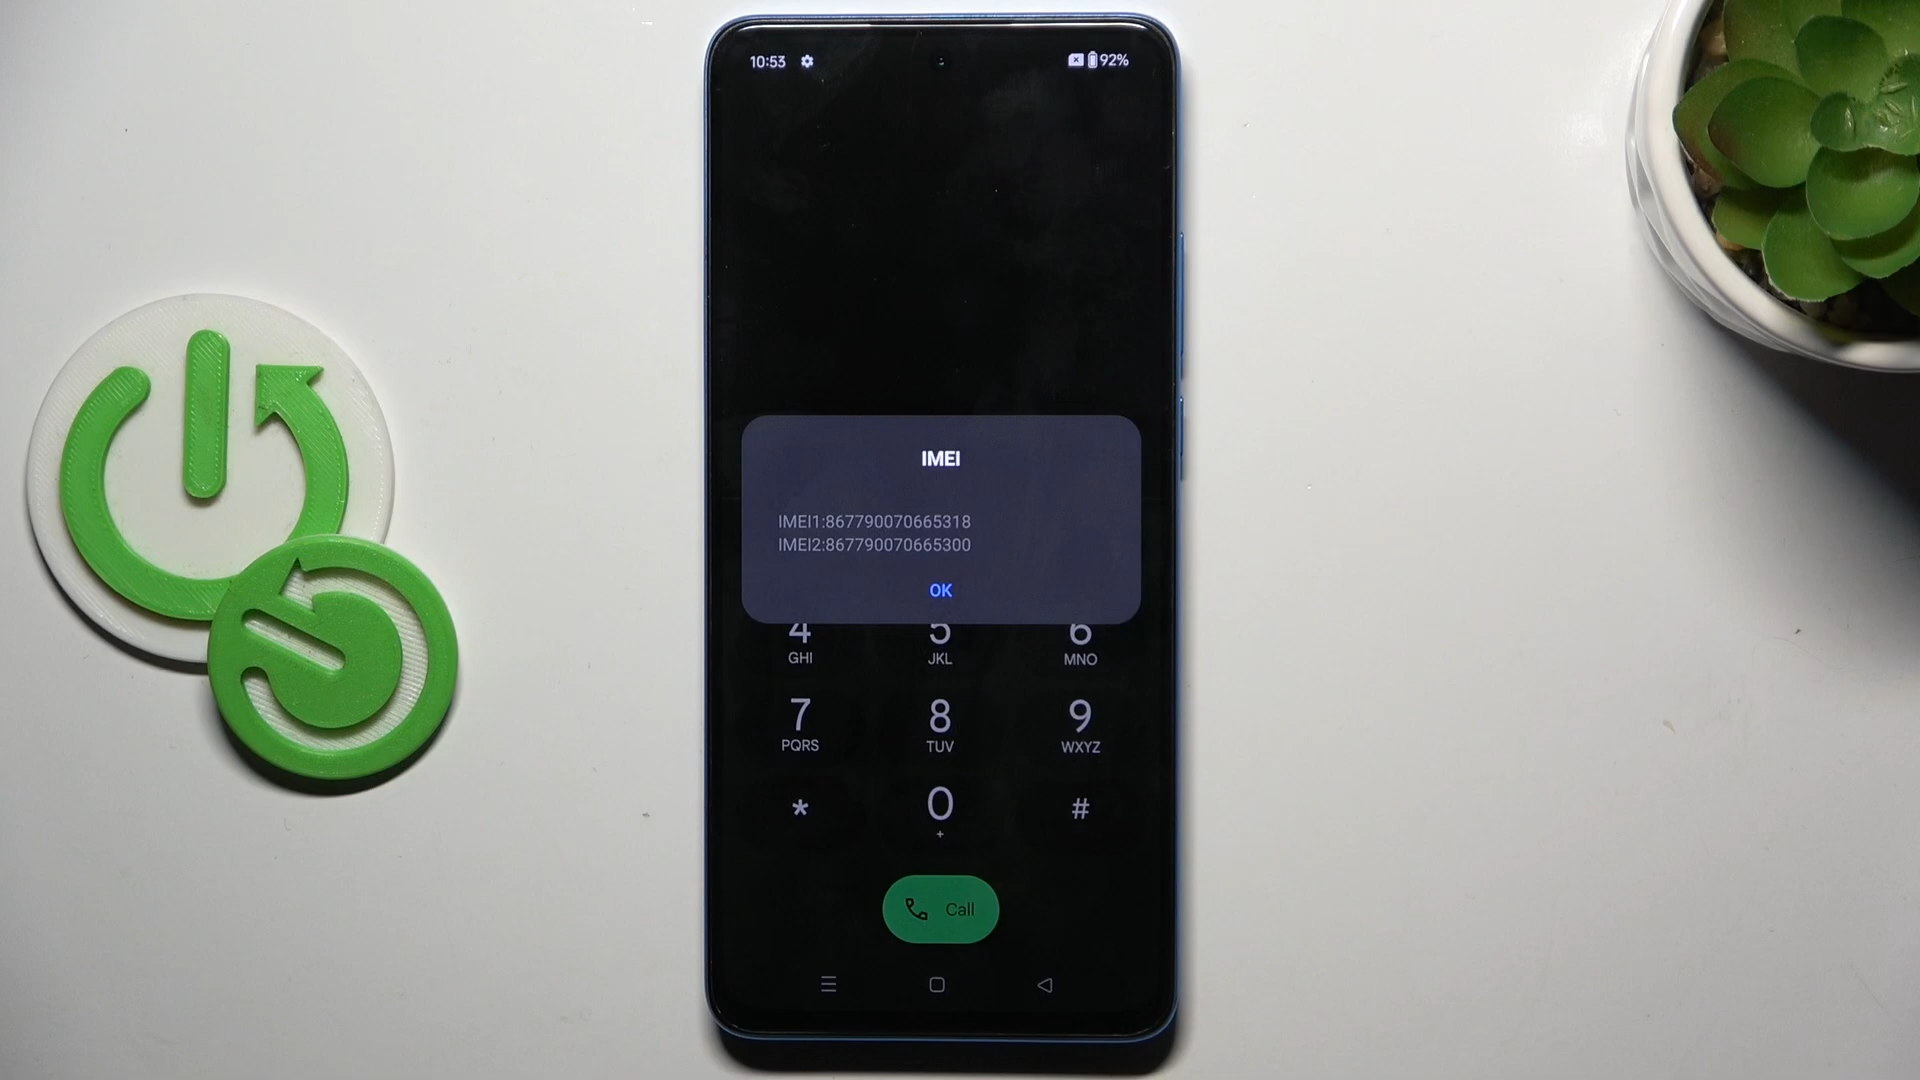 10:53 92%
IMEI
IMEI1:867790070665318
IMEI2:867790070665300
OK
4 5 6
GHI JKL MNO
7 8 9
PQRS TUV WXYZ
* 0 #
+
Call